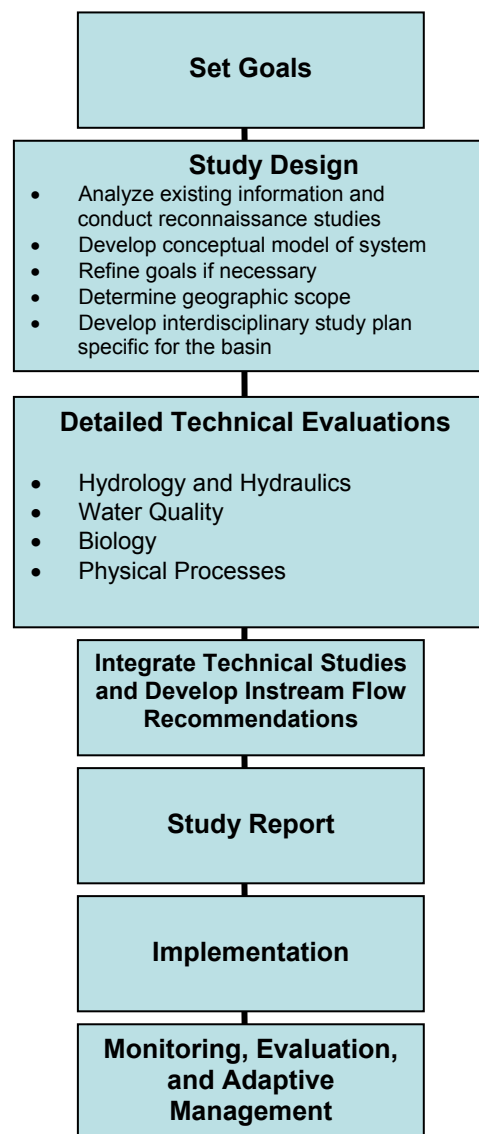 Set Goals
Study Design
• Analyze existing information and
conduct reconnaissance studies
• Develop conceptual model of system
• Refine goals if necessary
• Determine geographic scope
• Develop interdisciplinary study plan
specific for the basin
Detailed Technical Evaluations
• Hydrology and Hydraulics
• Water Quality
• Biology
• Physical Processes
Integrate Technical Studies
and Develop Instream Flow
Recommendations
Study Report
Implementation
Monitoring, Evaluation,
and Adaptive
Management